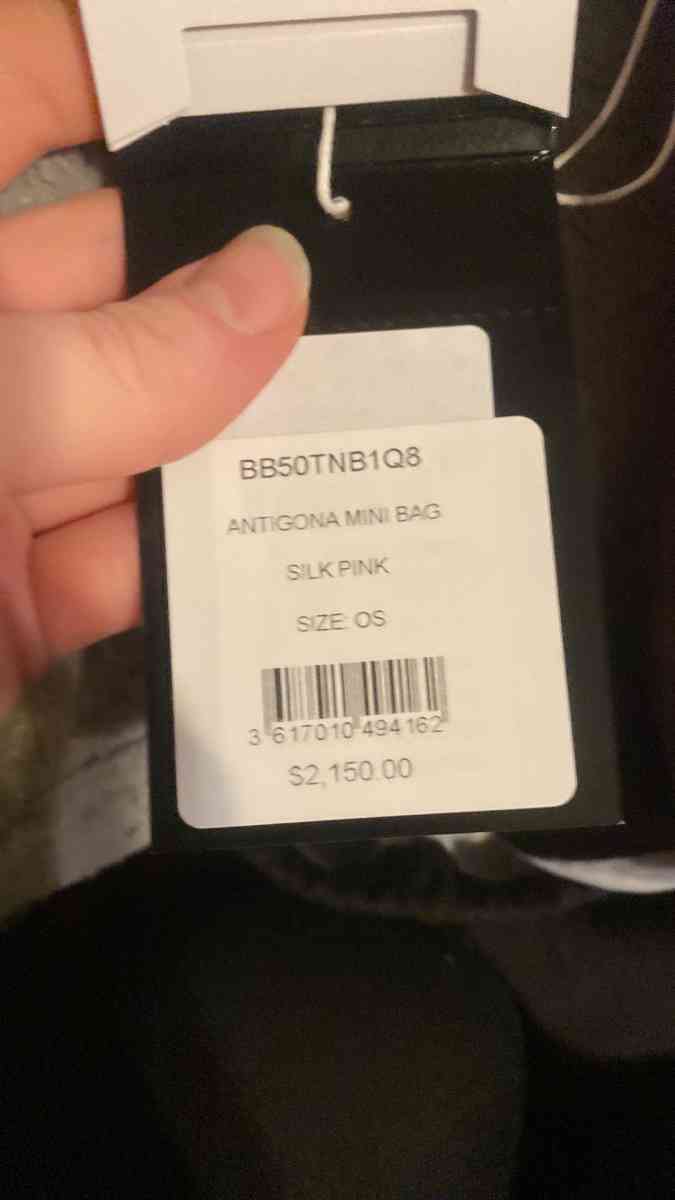 BB50TNB1Q8
ANTIGONA MINI BAG
SILK PINK
SIZE: OS
3 617010 494162
$2,150.00